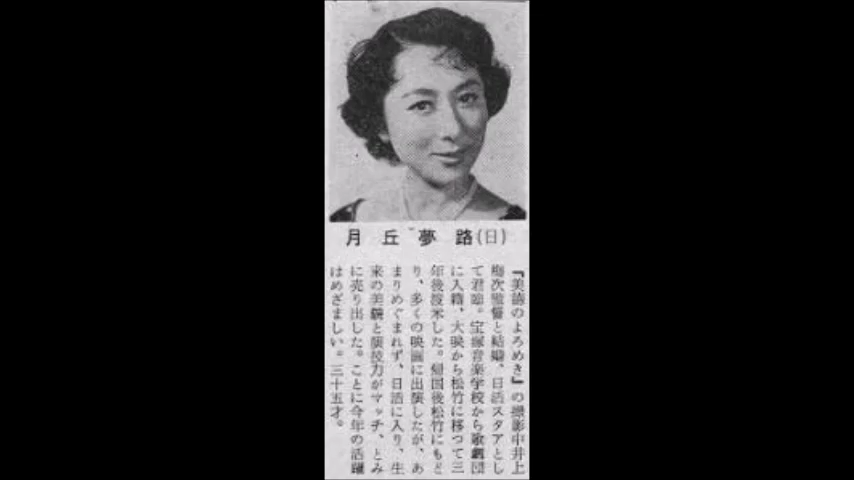 月丘夢路(日)
『美徳のよろめき』の撮影中井上
梅次監督と結婚、日活スタアとし
て君臨。宝塚音楽学校から歌劇団
に入籍、大映から松竹に移つて三
年後渡米した。帰国後松竹にもど
り、多くの映画に出演したが、あ
まりめぐまれず、日活に入り、生
来の美貌と演技力がマッチ、とみ
に売り出した。ことに今年の活躍
はめざましい。三十五才。